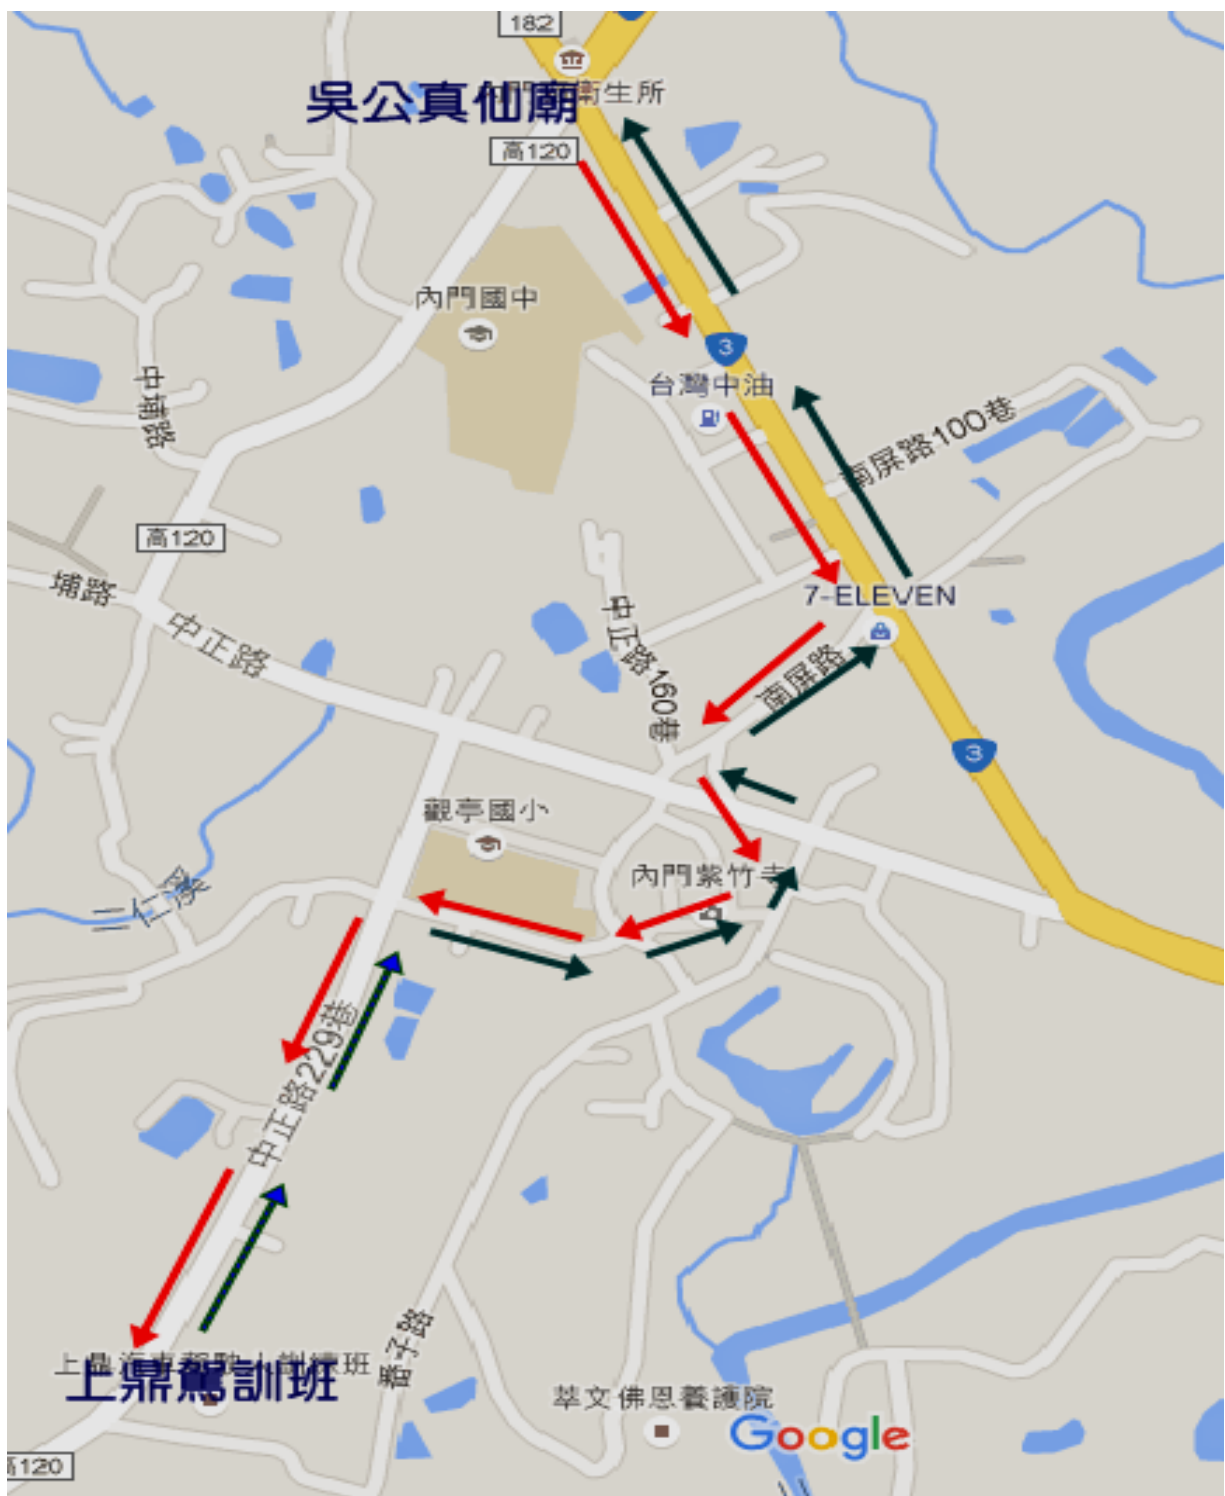 182
吳公真仙廟
衛生所
高120
內門國中
3
台灣中油
中埔路
南屏路100巷
高120
7-ELEVEN
埔路
中正路
中正路160巷
南屏路
3
觀亭國小
內門紫竹寺
二仁溪
中正路229巷
上鼎駕訓班
萃文佛恩養護院
Google
高120